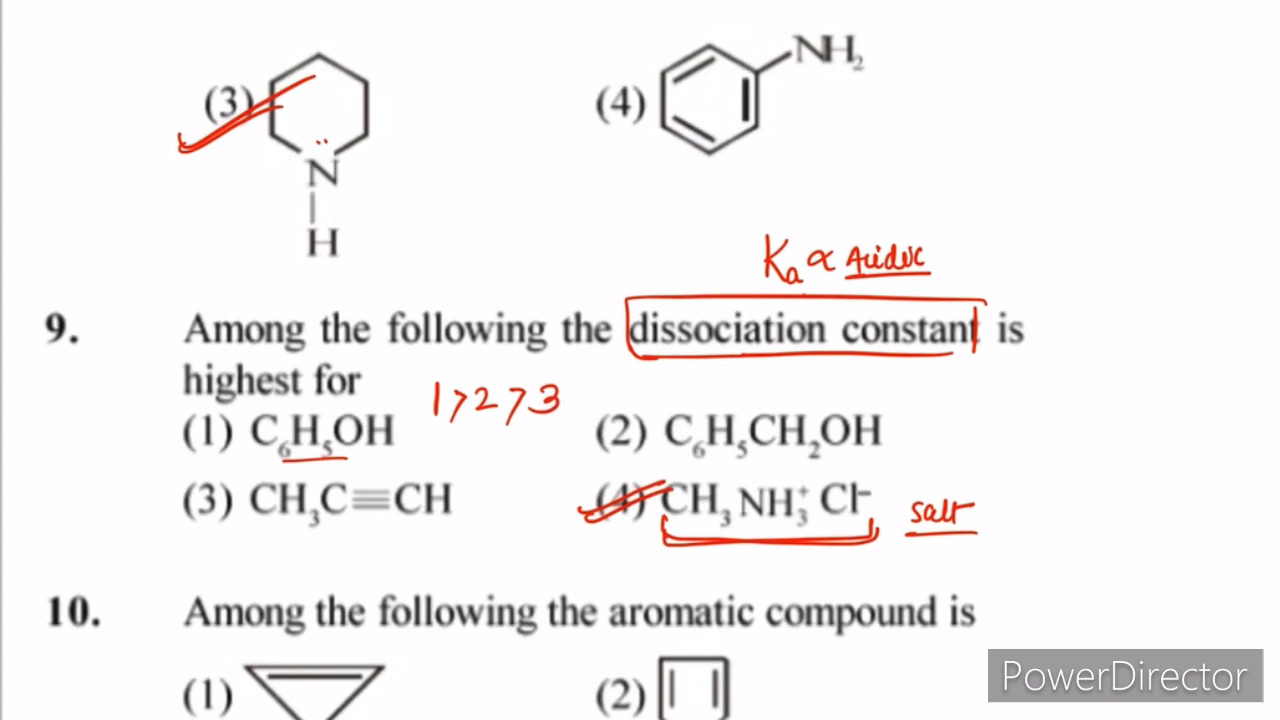 (3) N H
(4) NH₂
Kₐ ∝ Acidic
9. Among the following the dissociation constant is
highest for
1 > 2 > 3
(1) C₆H₅OH (2) C₆H₅CH₂OH
(3) CH₃C≡CH (4) CH₃NH₃⁺ Cl⁻ salt
10. Among the following the aromatic compound is
(1) (2)
PowerDirector